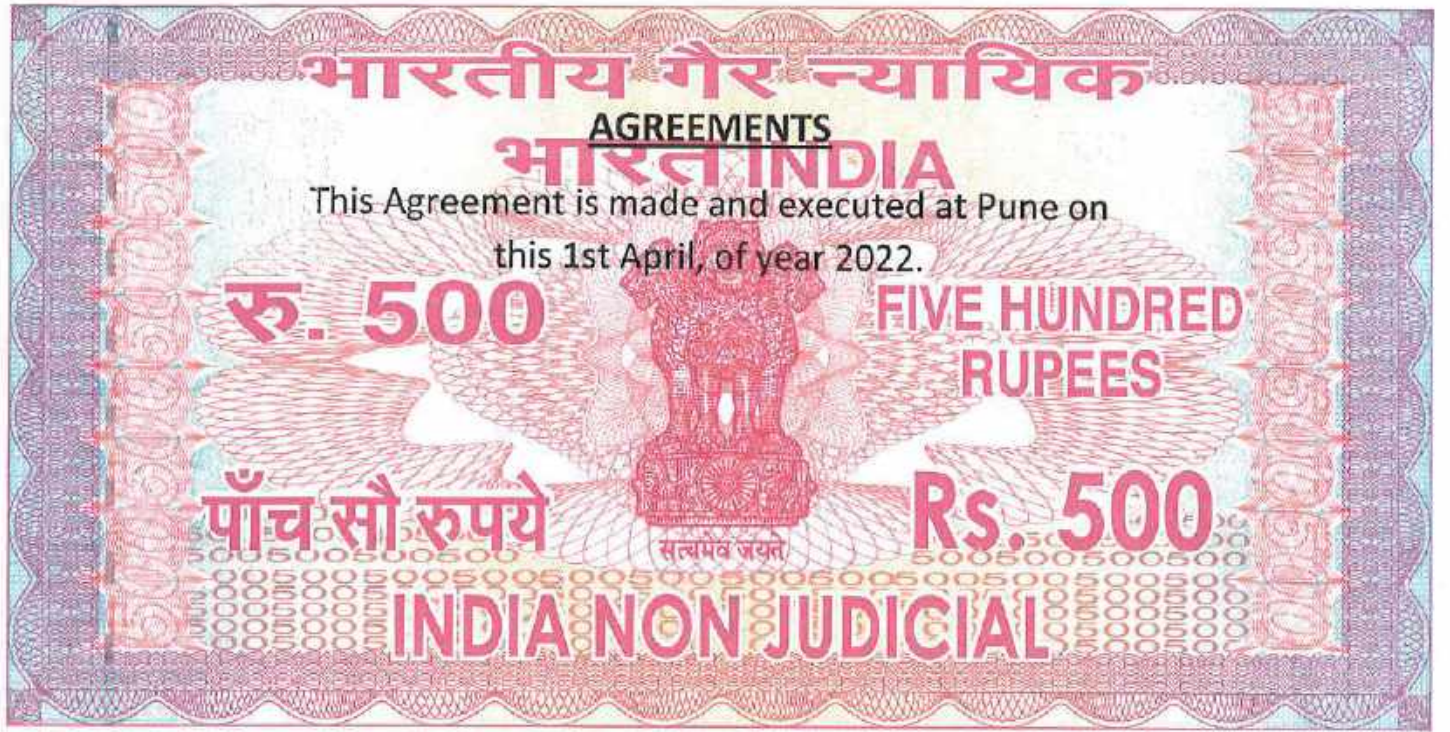 भारतीय गैर न्यायिक
AGREEMENTS
भारत INDIA
This Agreement is made and executed at Pune on
this 1st April, of year 2022.
रु. 500
FIVE HUNDRED
RUPEES
पाँच सौ रुपये
Rs. 500
सत्यमेव जयते
INDIA NON JUDICIAL